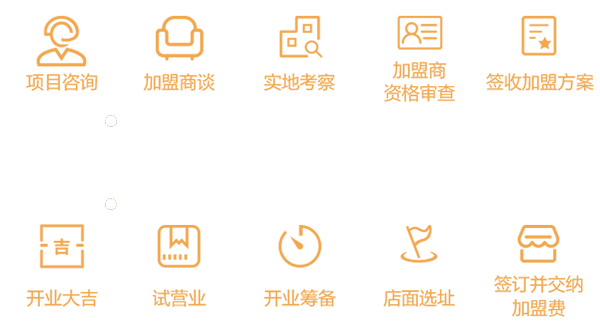 项目咨询
加盟商谈
实地考察
加盟商
资格审查
签收加盟方案
吉
开业大吉
试营业
开业筹备
店面选址
签订并交纳
加盟费